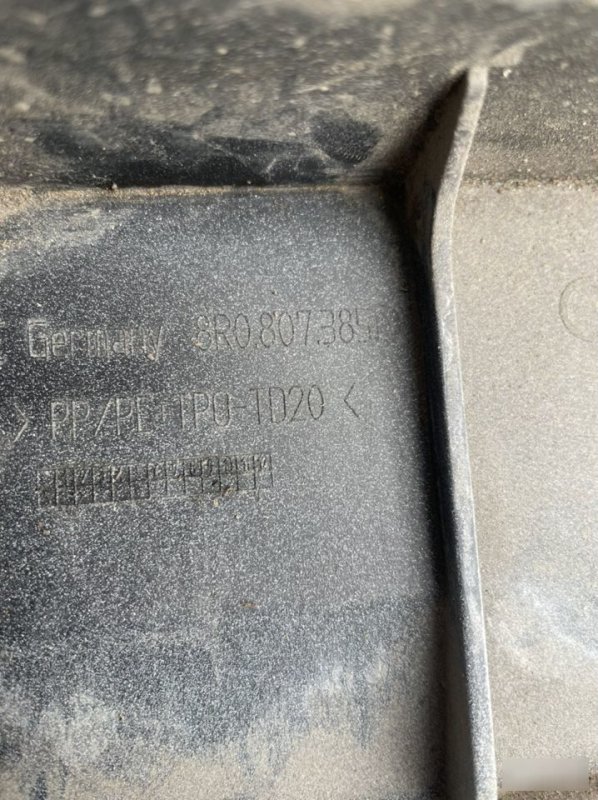 Germany 8R0.807.385
> PP/PE+TPO-TD20 <